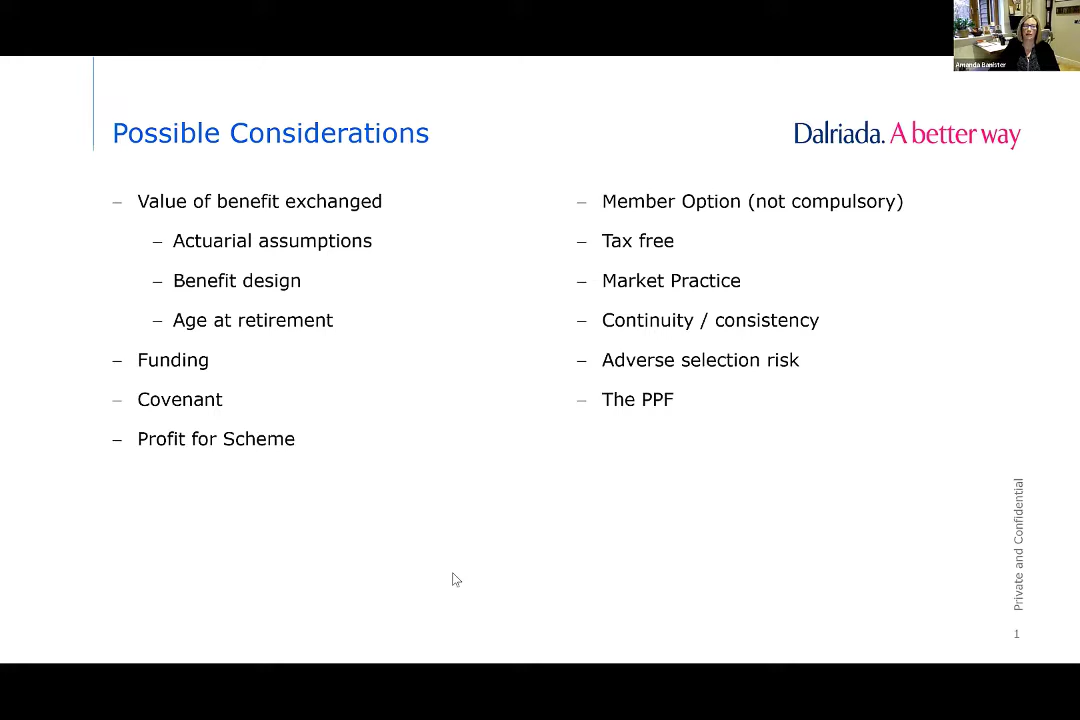 Amanda Banister
Possible Considerations
Dalriada. A better way
– Value of benefit exchanged
– Actuarial assumptions
– Benefit design
– Age at retirement
– Funding
– Covenant
– Profit for Scheme
– Member Option (not compulsory)
– Tax free
– Market Practice
– Continuity / consistency
– Adverse selection risk
– The PPF
Private and Confidential
1